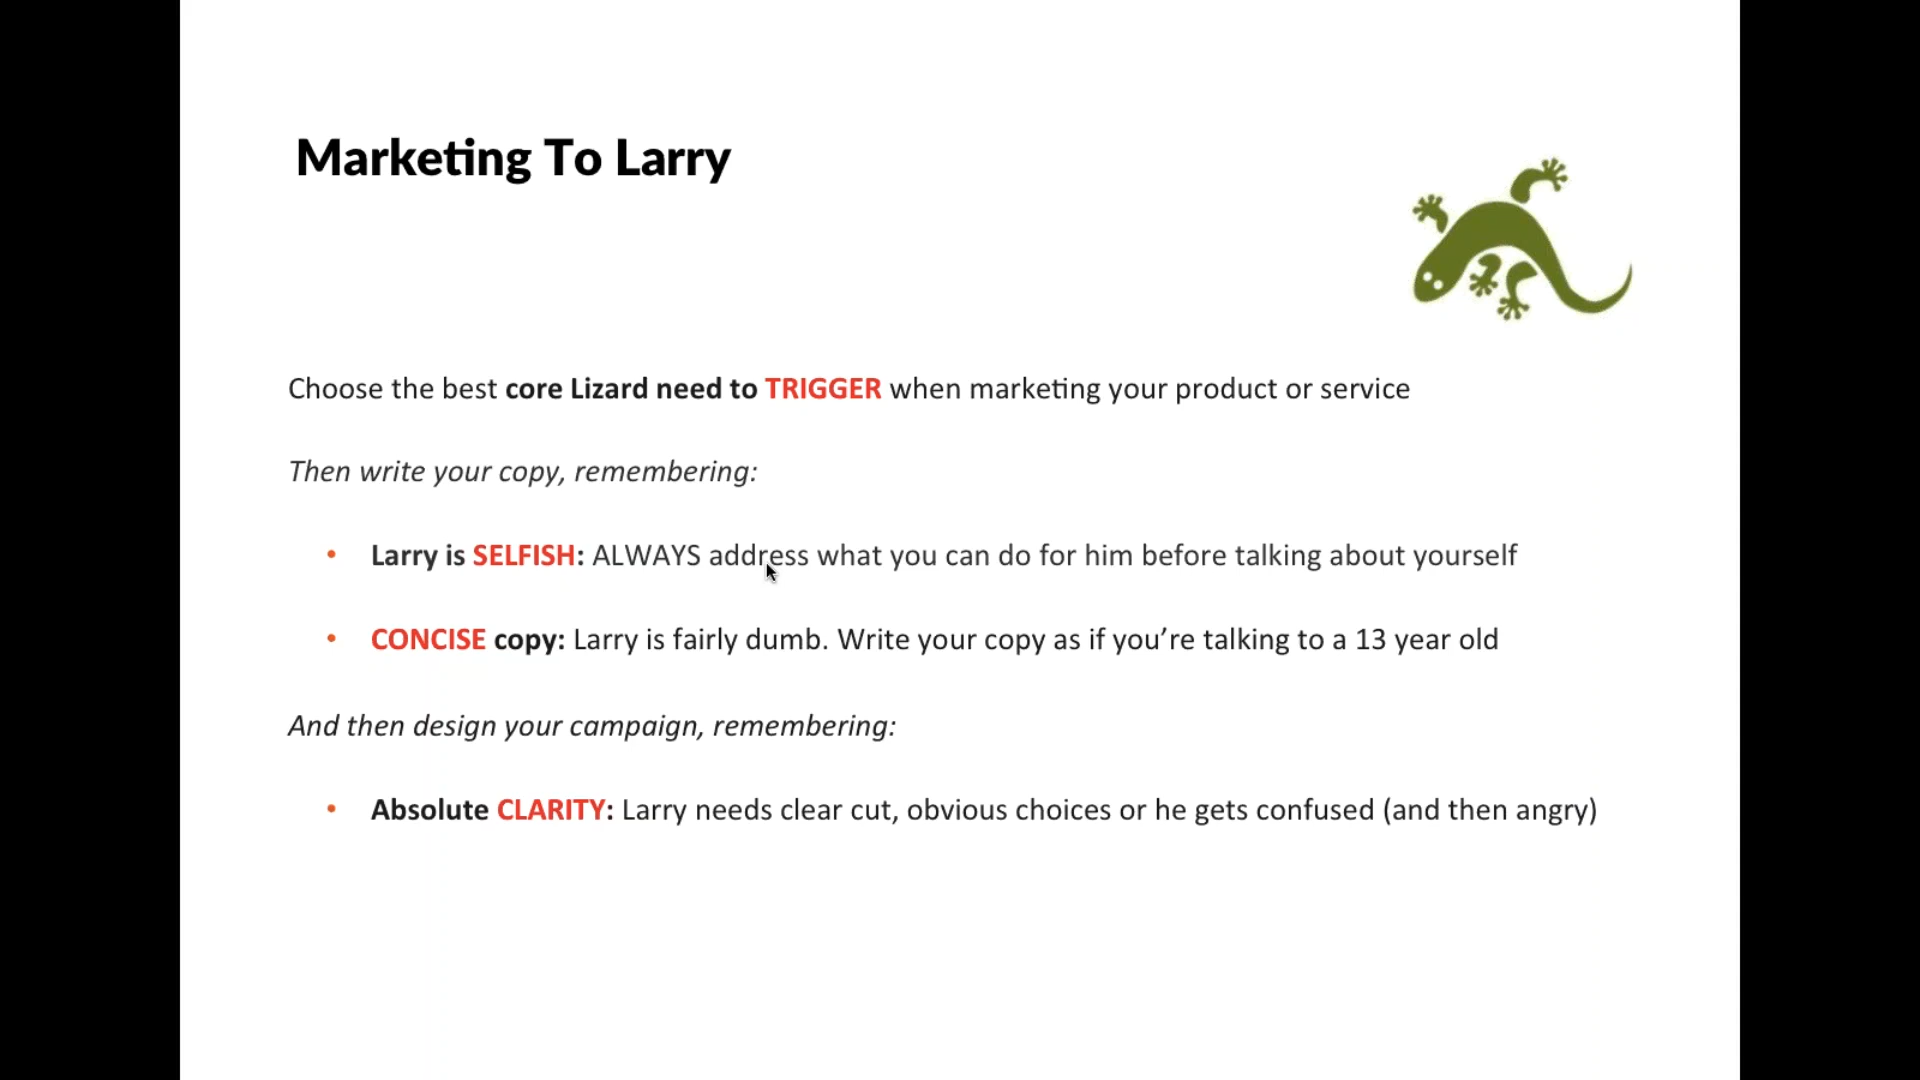 Marketing To Larry
Choose the best core Lizard need to TRIGGER when marketing your product or service
Then write your copy, remembering:
• Larry is SELFISH: ALWAYS address what you can do for him before talking about yourself
• CONCISE copy: Larry is fairly dumb. Write your copy as if you’re talking to a 13 year old
And then design your campaign, remembering:
• Absolute CLARITY: Larry needs clear cut, obvious choices or he gets confused (and then angry)